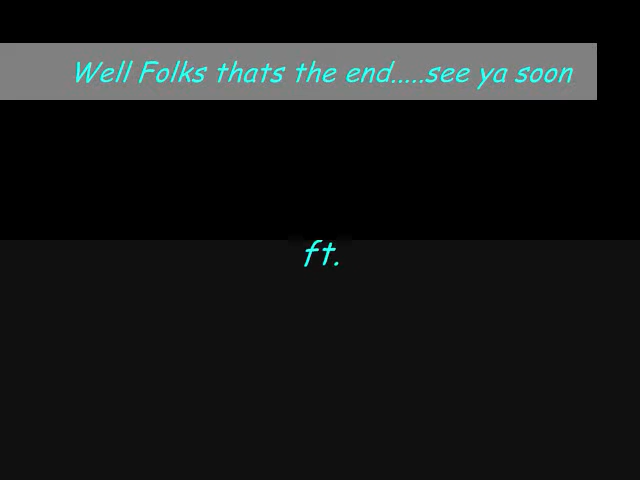 Well Folks thats the end.....see ya soon
ft.